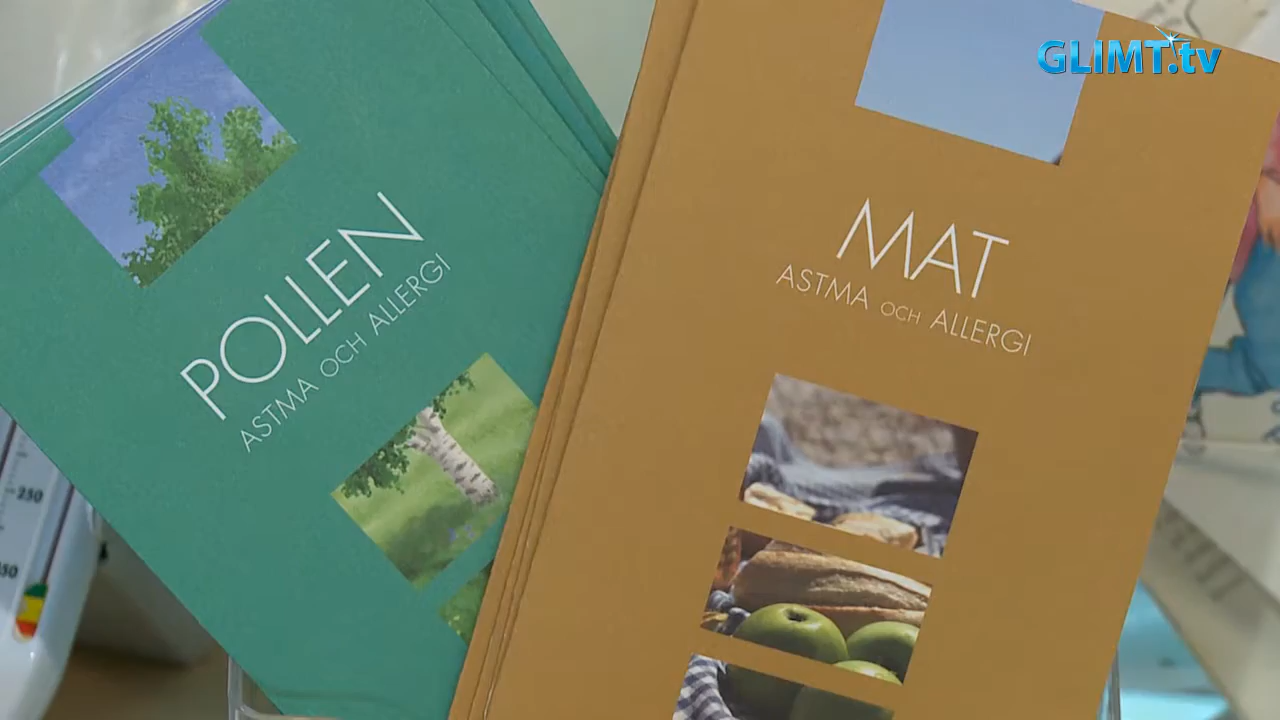 GLIMT.tv
POLLEN
ASTMA OCH ALLERGI
MAT
ASTMA OCH ALLERGI
250